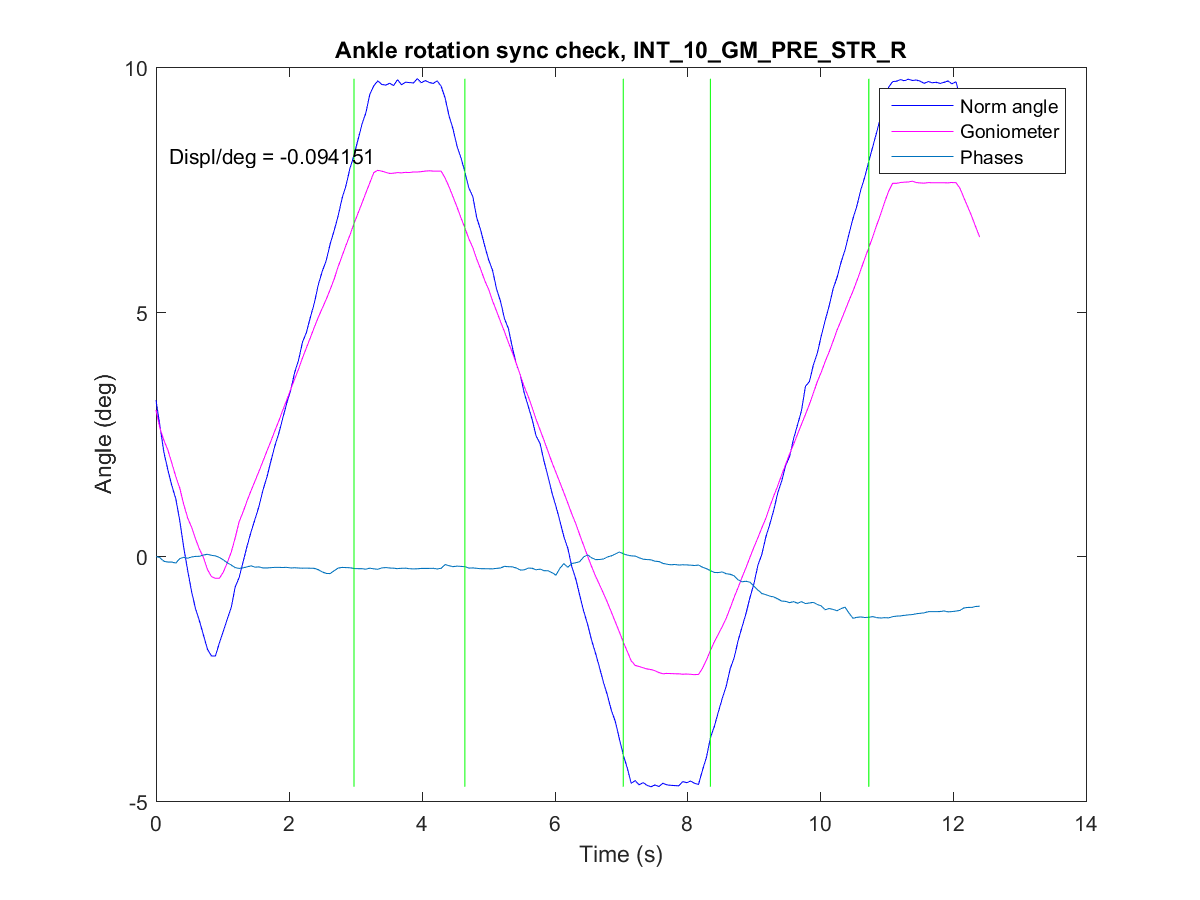 Ankle rotation sync check, INT_10_GM_PRE_STR_R
10
Norm angle
Goniometer
Phases
Displ/deg = -0.094151
5
0
-5
Angle (deg)
0 2 4 6 8 10 12 14
Time (s)